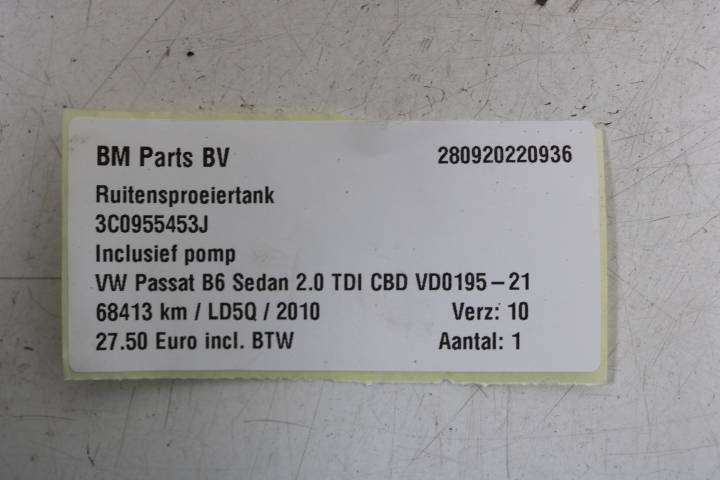 BM Parts BV 280920220936
Ruitensproeiertank
3C0955453J
Inclusief pomp
VW Passat B6 Sedan 2.0 TDI CBD VD0195-21
68413 km / LD5Q / 2010 Verz: 10
27.50 Euro incl. BTW Aantal: 1